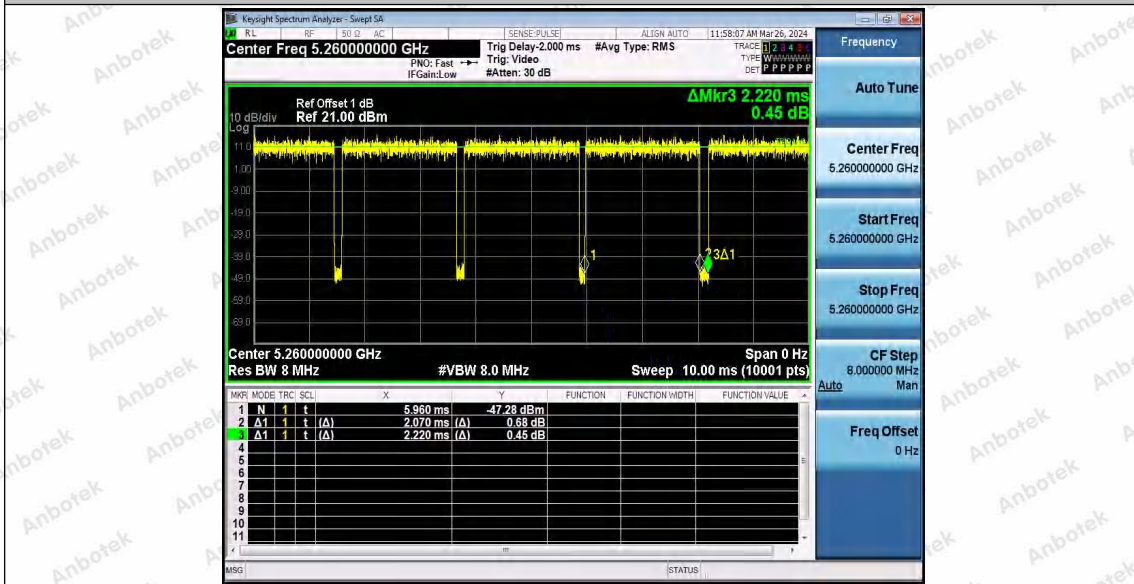 Keysight Spectrum Analyzer - Swept SA
RL RF 50 Ω AC SENSE:PULSE ALIGN AUTO 11:58:07 AM Mar 26, 2024
Center Freq 5.260000000 GHz
PNO: Fast
IFGain:Low
Trig Delay-2.000 ms
Trig: Video
#Atten: 30 dB
#Avg Type: RMS
TRACE 1 2 3 4 5 6
TYPE WWWWWW
DET P P P P P P
ΔMkr3 2.220 ms
0.45 dB
10 dB/div
Log
Ref Offset 1 dB
Ref 21.00 dBm
11.0
1.00
-9.00
-19.0
-29.0
-39.0
-49.0
-59.0
-69.0
1
2 3Δ1
Center 5.260000000 GHz Span 0 Hz
Res BW 8 MHz #VBW 8.0 MHz Sweep 10.00 ms (10001 pts)
MKR MODE TRC SCL X Y FUNCTION FUNCTION WIDTH FUNCTION VALUE
1 N 1 t 5.960 ms -47.28 dBm
2 Δ1 1 t (Δ) 2.070 ms (Δ) 0.68 dB
3 Δ1 1 t (Δ) 2.220 ms (Δ) 0.45 dB
4
5
6
7
8
9
10
11
MSG STATUS
Frequency
Auto Tune
Center Freq
5.260000000 GHz
Start Freq
5.260000000 GHz
Stop Freq
5.260000000 GHz
CF Step
8.000000 MHz
Auto Man
Freq Offset
0 Hz
Anbotek